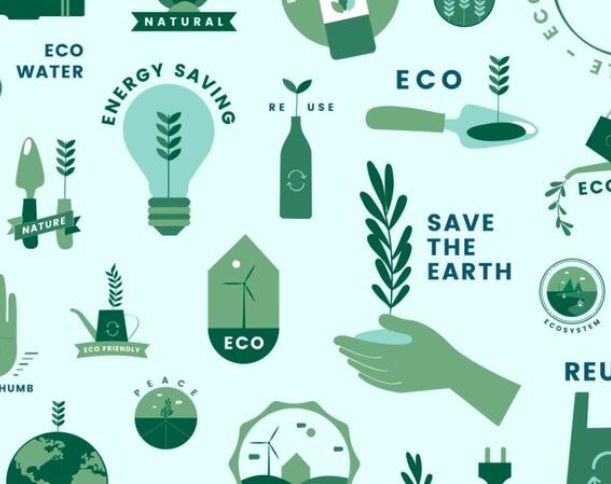 NATURAL
ECO
WATER
ENERGY SAVING
RE USE
ECO
NATURE
SAVE
THE
EARTH
ECO
ECO FRIENDLY
ECOSYSTEM
HUMB
PEACE
REU
ECO